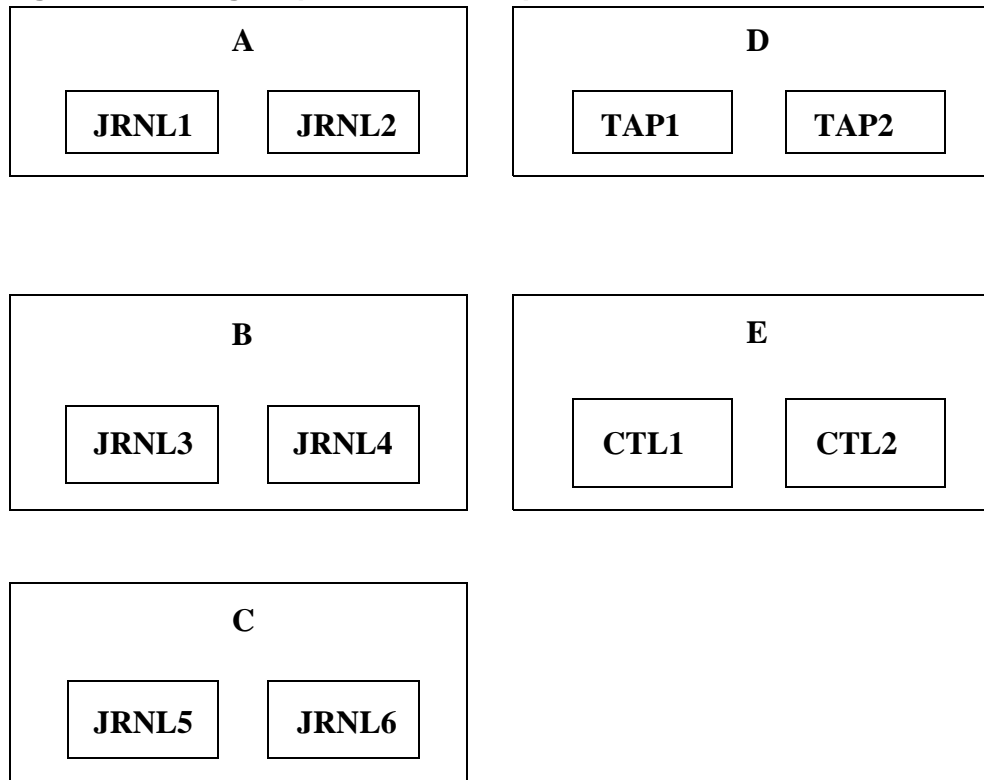 A
JRNL1 JRNL2
D
TAP1 TAP2
B
JRNL3 JRNL4
E
CTL1 CTL2
C
JRNL5 JRNL6